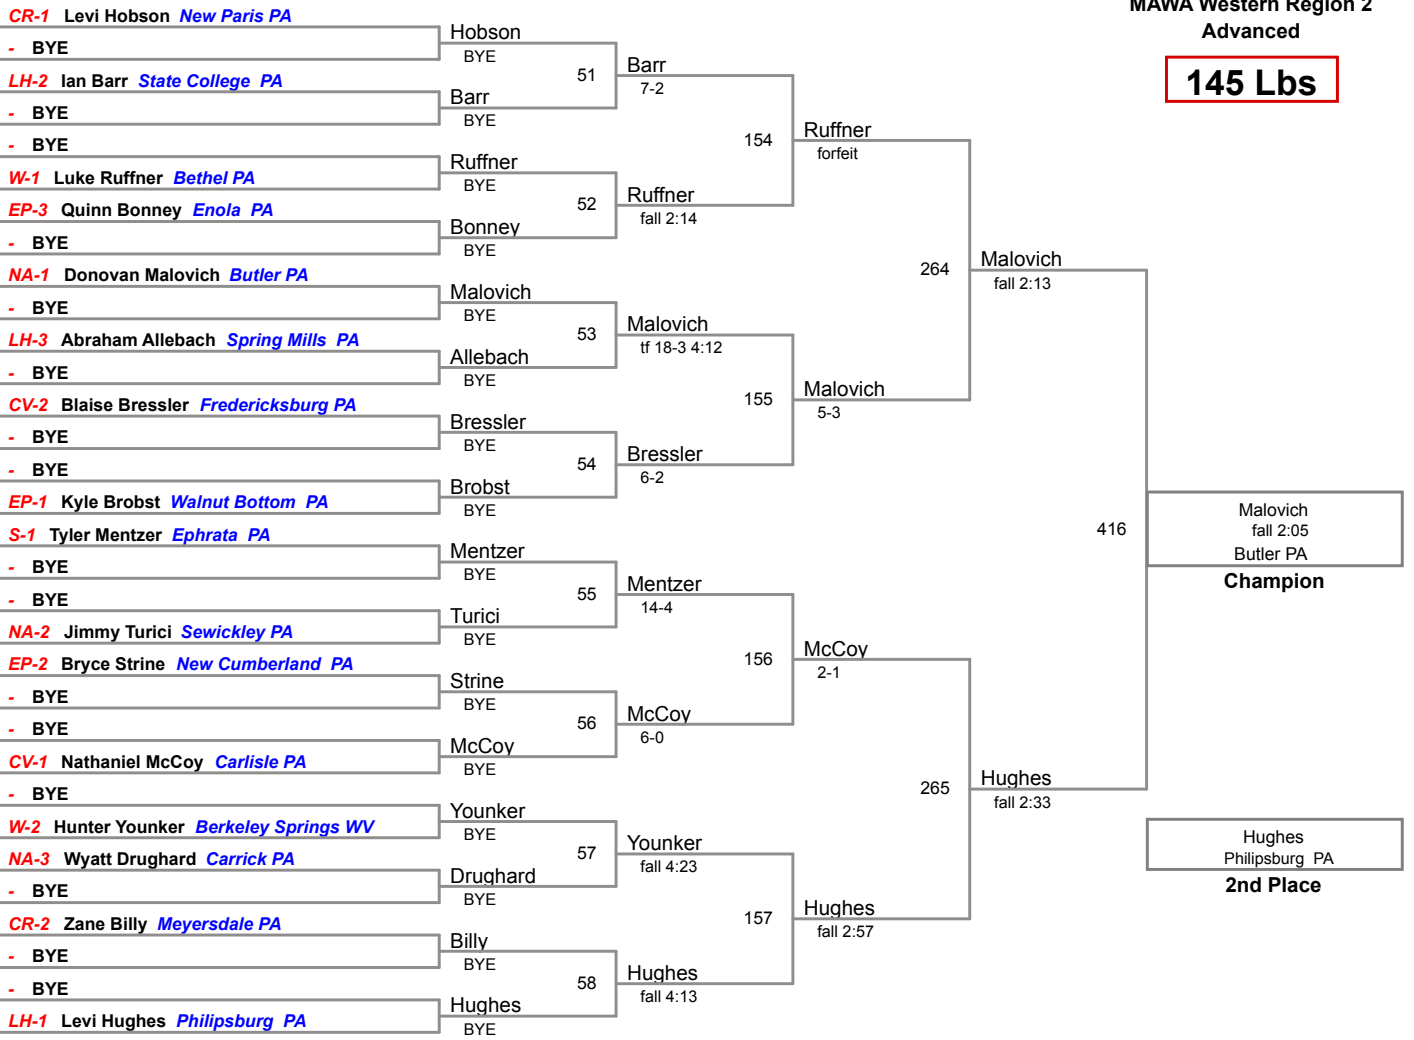 MAWA Western Region 2
Advanced
145 Lbs
CR-1 Levi Hobson New Paris PA
- BYE
LH-2 Ian Barr State College PA
- BYE
- BYE
W-1 Luke Ruffner Bethel PA
EP-3 Quinn Bonney Enola PA
- BYE
NA-1 Donovan Malovich Butler PA
- BYE
LH-3 Abraham Allebach Spring Mills PA
- BYE
CV-2 Blaise Bressler Fredericksburg PA
- BYE
- BYE
EP-1 Kyle Brobst Walnut Bottom PA
S-1 Tyler Mentzer Ephrata PA
- BYE
- BYE
NA-2 Jimmy Turici Sewickley PA
EP-2 Bryce Strine New Cumberland PA
- BYE
- BYE
CV-1 Nathaniel McCoy Carlisle PA
- BYE
W-2 Hunter Younker Berkeley Springs WV
NA-3 Wyatt Drughard Carrick PA
- BYE
CR-2 Zane Billy Meyersdale PA
- BYE
- BYE
LH-1 Levi Hughes Philipsburg PA
Hobson
BYE
51
Barr
BYE
Ruffner
BYE
52
Bonney
BYE
Malovich
BYE
53
Allebach
BYE
Bressler
BYE
54
Brobst
BYE
Mentzer
BYE
55
Turici
BYE
Strine
BYE
56
McCoy
BYE
Younker
BYE
57
Drughard
BYE
Billy
BYE
58
Hughes
BYE
Barr
7-2
154
Ruffner
fall 2:14
Malovich
tf 18-3 4:12
155
Bressler
6-2
Mentzer
14-4
156
McCoy
6-0
Younker
fall 4:23
157
Hughes
fall 4:13
Ruffner
forfeit
264
Malovich
5-3
McCoy
2-1
265
Hughes
fall 2:57
Malovich
fall 2:13
416
Hughes
fall 2:33
Malovich
fall 2:05
Butler PA
Champion
Hughes
Philipsburg PA
2nd Place